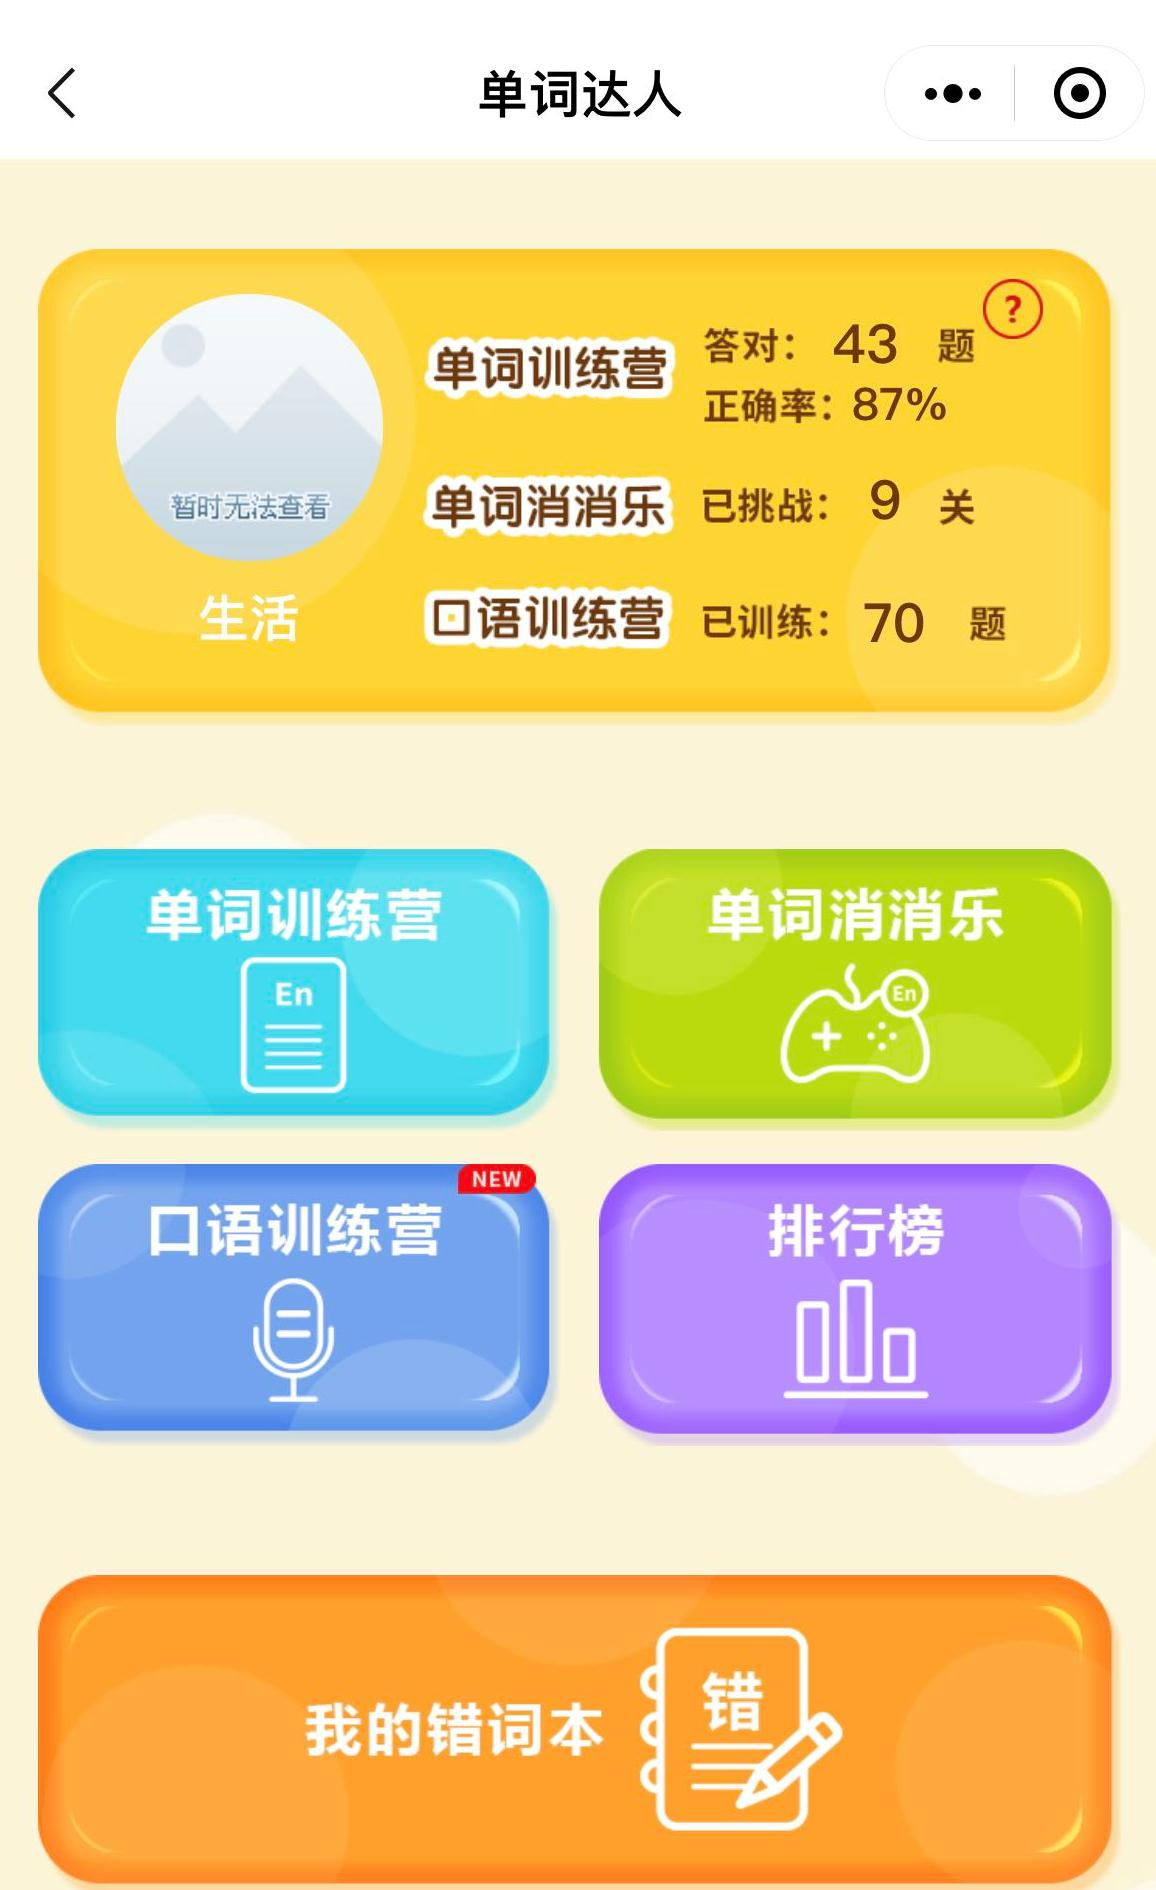 单词达人
单词训练营
答对： 43 题
?
正确率：87%
暂时无法查看
单词消消乐
已挑战： 9 关
生活
口语训练营
已训练： 70 题
单词训练营
En
单词消消乐
En
口语训练营
NEW
排行榜
我的错词本
错